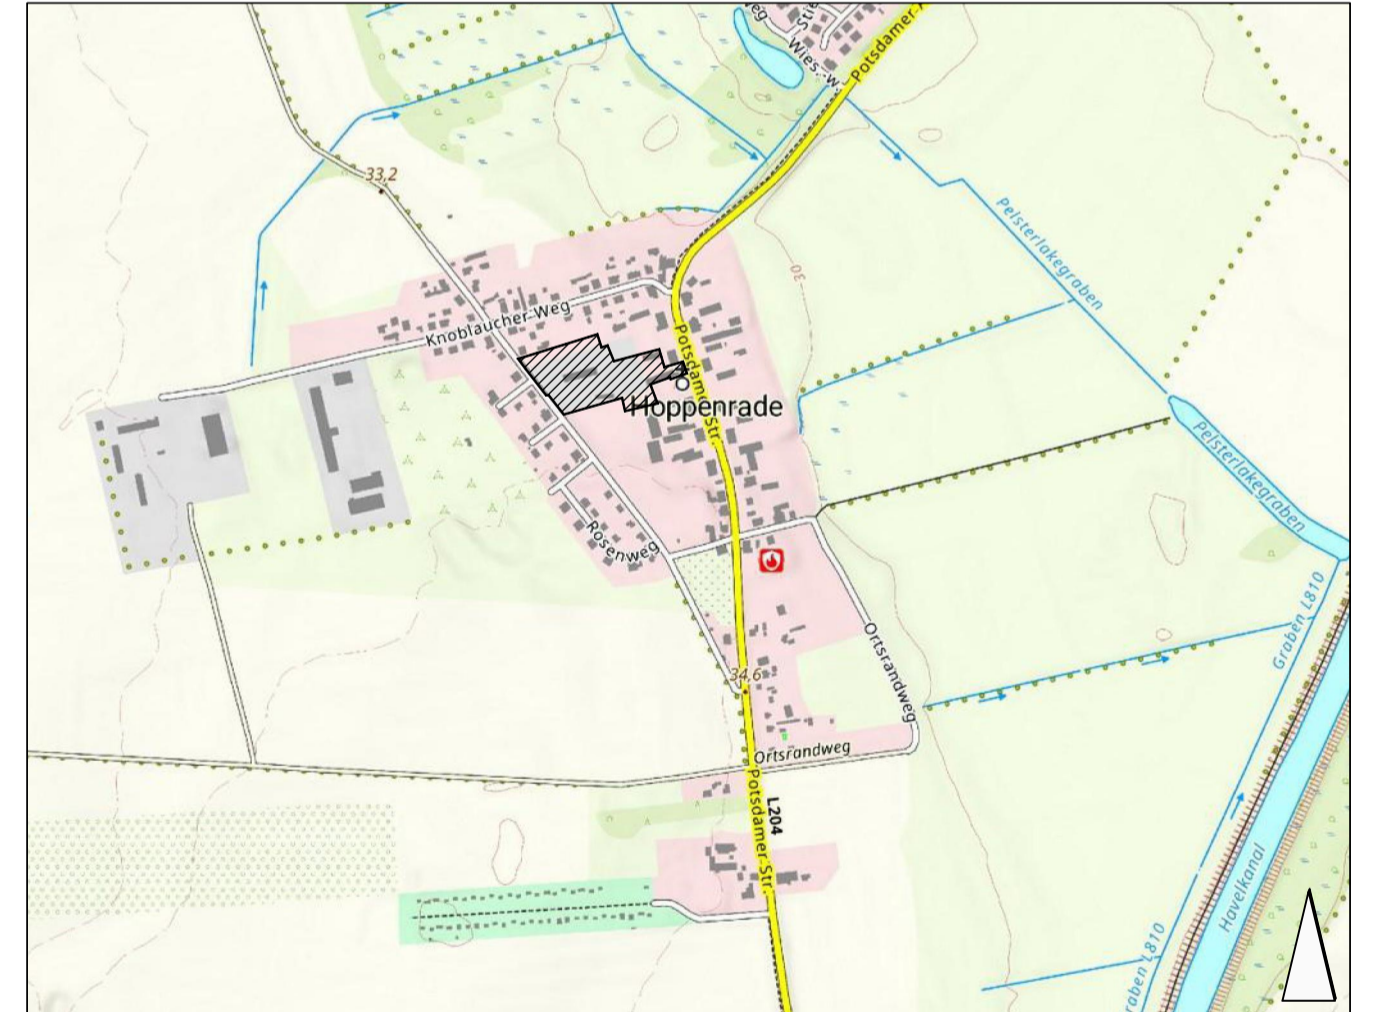 Wies.-w.
Potsdamer-
33,2
Pelsterlakegraben
30
Knoblaucher-Weg
Potsdamer-Str.
Hoppenrade
Pelsterlakegraben
Rosenweg
Graben L810
Ortsrandweg
34,6
Ortsrandweg
L204
Potsdamer-Str.
Havelkanal
raben L810